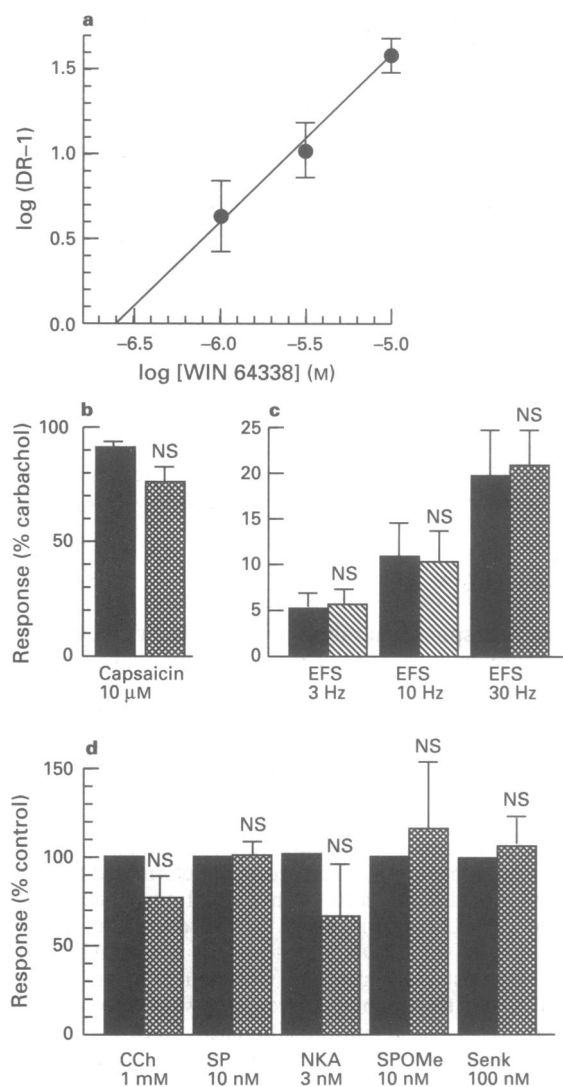 a
log (DR–1)
1.5
1.0
0.5
0.0
–6.5 –6.0 –5.5 –5.0
log [WIN 64338] (M)
b
Response (% carbachol)
100
50
0
NS
Capsaicin
10 µM
c
25
20
15
10
5
0
NS NS NS
EFS EFS EFS
3 Hz 10 Hz 30 Hz
d
Response (% control)
150
100
50
0
NS NS NS NS NS
CCh SP NKA SPOMe Senk
1 mM 10 nM 3 nM 10 nM 100 nM